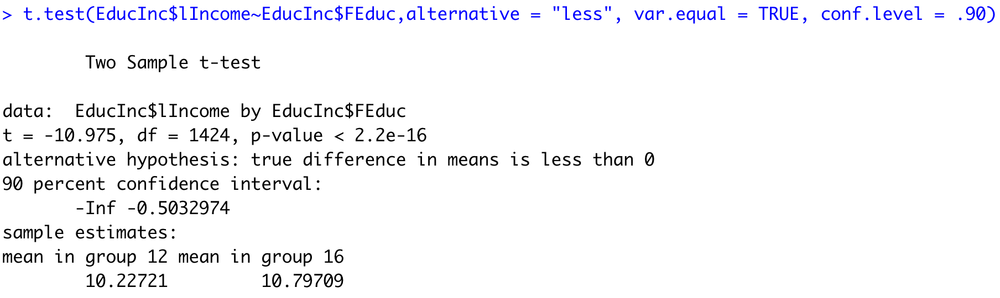 > t.test(EducInc$lIncome~EducInc$FEduc,alternative = "less", var.equal = TRUE, conf.level = .90)
Two Sample t-test
data:  EducInc$lIncome by EducInc$FEduc
t = -10.975, df = 1424, p-value < 2.2e-16
alternative hypothesis: true difference in means is less than 0
90 percent confidence interval:
-Inf -0.5032974
sample estimates:
mean in group 12 mean in group 16
10.22721         10.79709